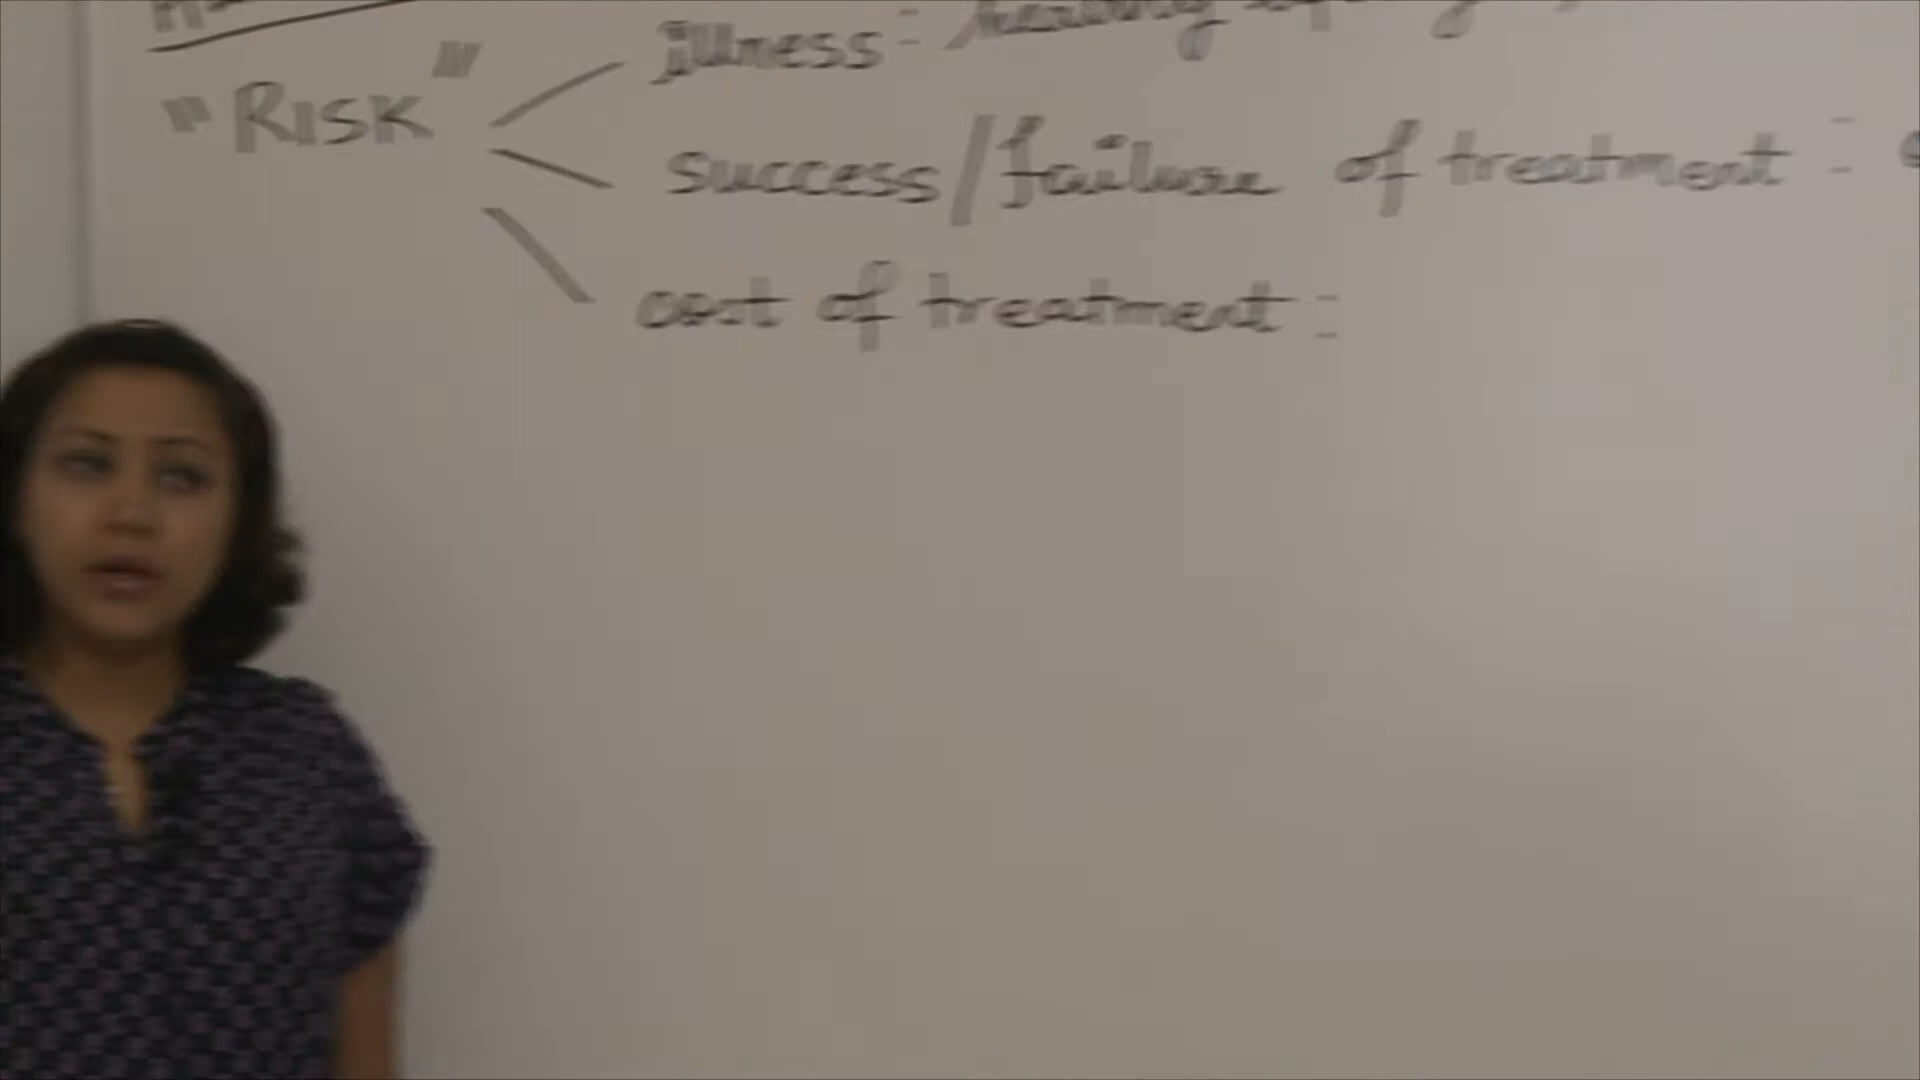 illness:
"RISK"
success/failure of treatment:
cost of treatment: